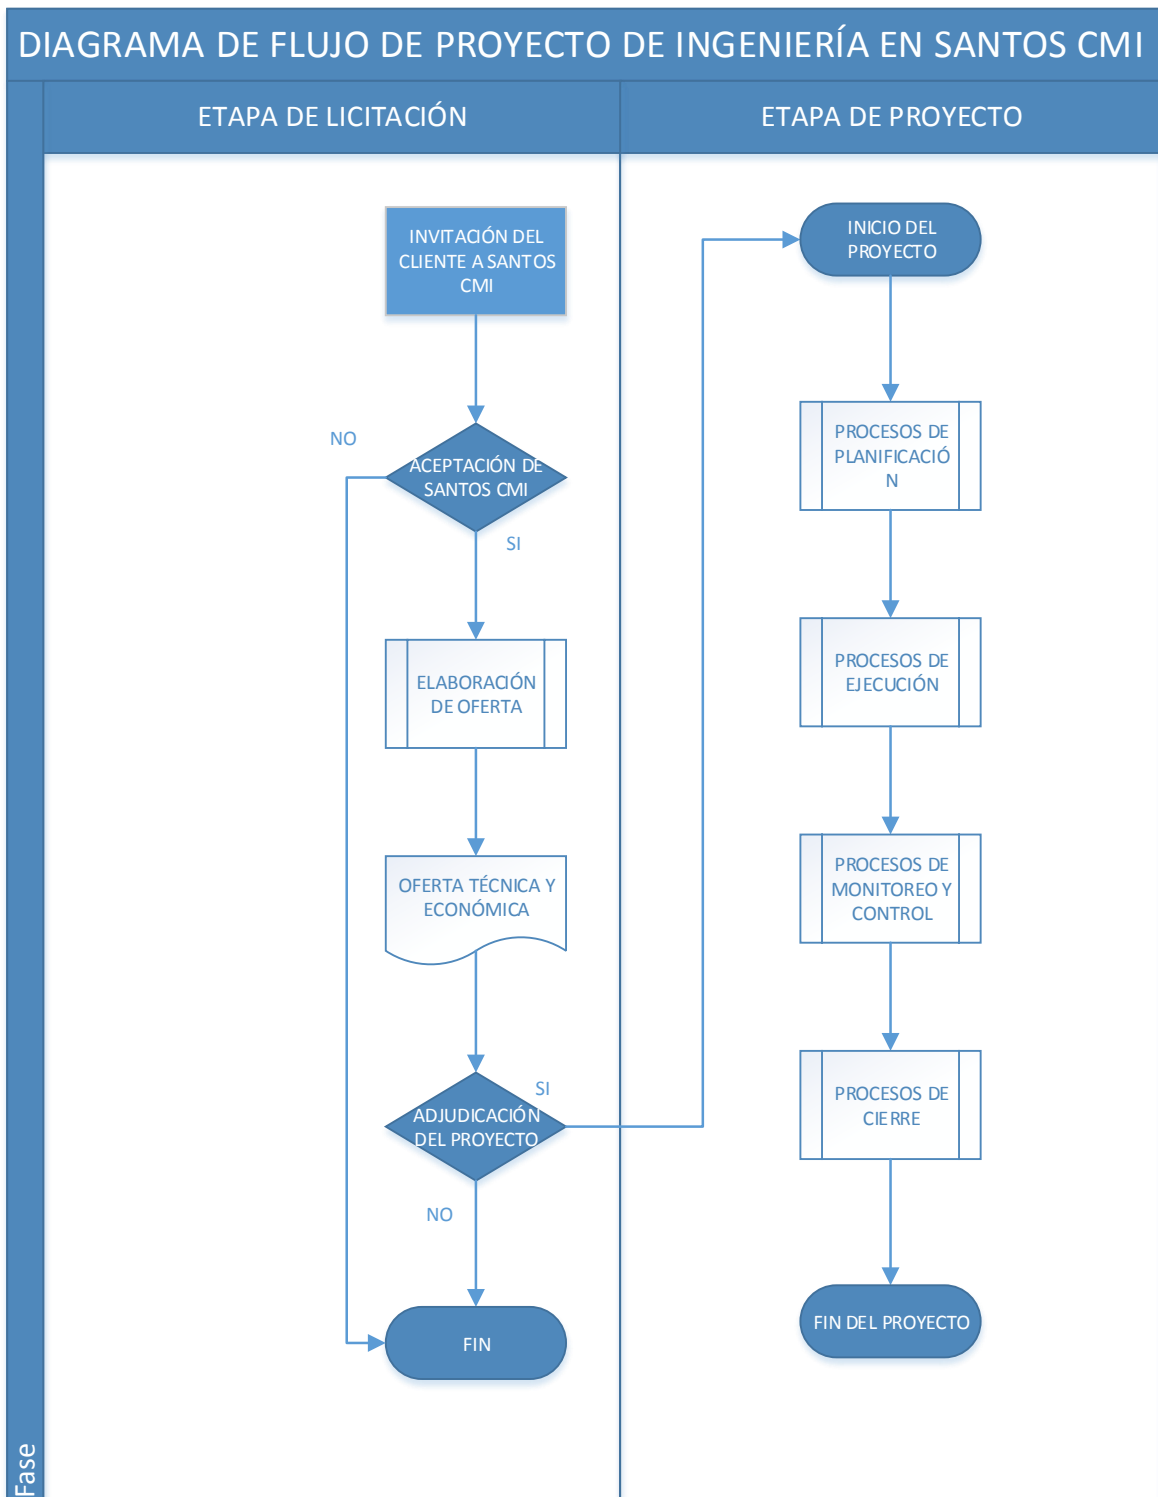 DIAGRAMA DE FLUJO DE PROYECTO DE INGENIERÍA EN SANTOS CMI
ETAPA DE LICITACIÓN
ETAPA DE PROYECTO
INVITACIÓN DEL
CLIENTE A SANTOS
CMI
NO
ACEPTACIÓN DE
SANTOS CMI
SI
ELABORACIÓN
DE OFERTA
OFERTA TÉCNICA Y
ECONÓMICA
SI
ADJUDICACIÓN
DEL PROYECTO
NO
FIN
INICIO DEL
PROYECTO
PROCESOS DE
PLANIFICACIÓ
N
PROCESOS DE
EJECUCIÓN
PROCESOS DE
MONITOREO Y
CONTROL
PROCESOS DE
CIERRE
FIN DEL PROYECTO
Fase